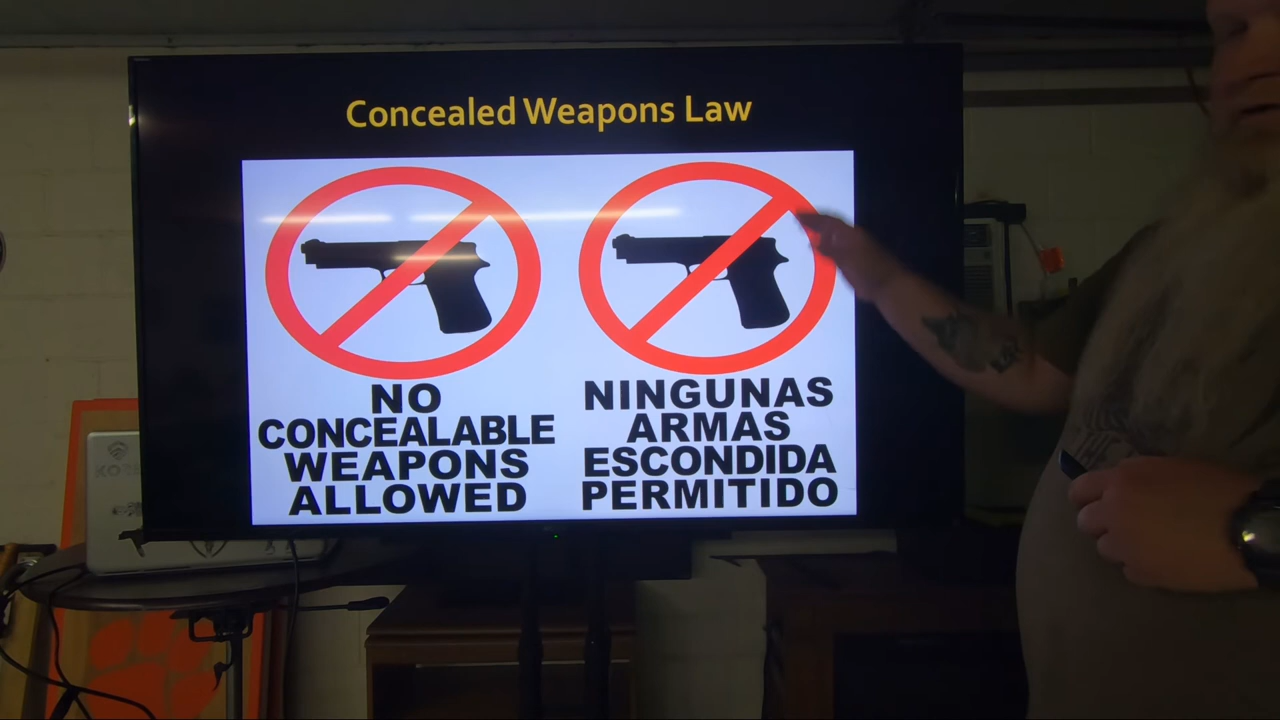 Concealed Weapons Law
NO
CONCEALABLE
WEAPONS
ALLOWED
NINGUNAS
ARMAS
ESCONDIDA
PERMITIDO